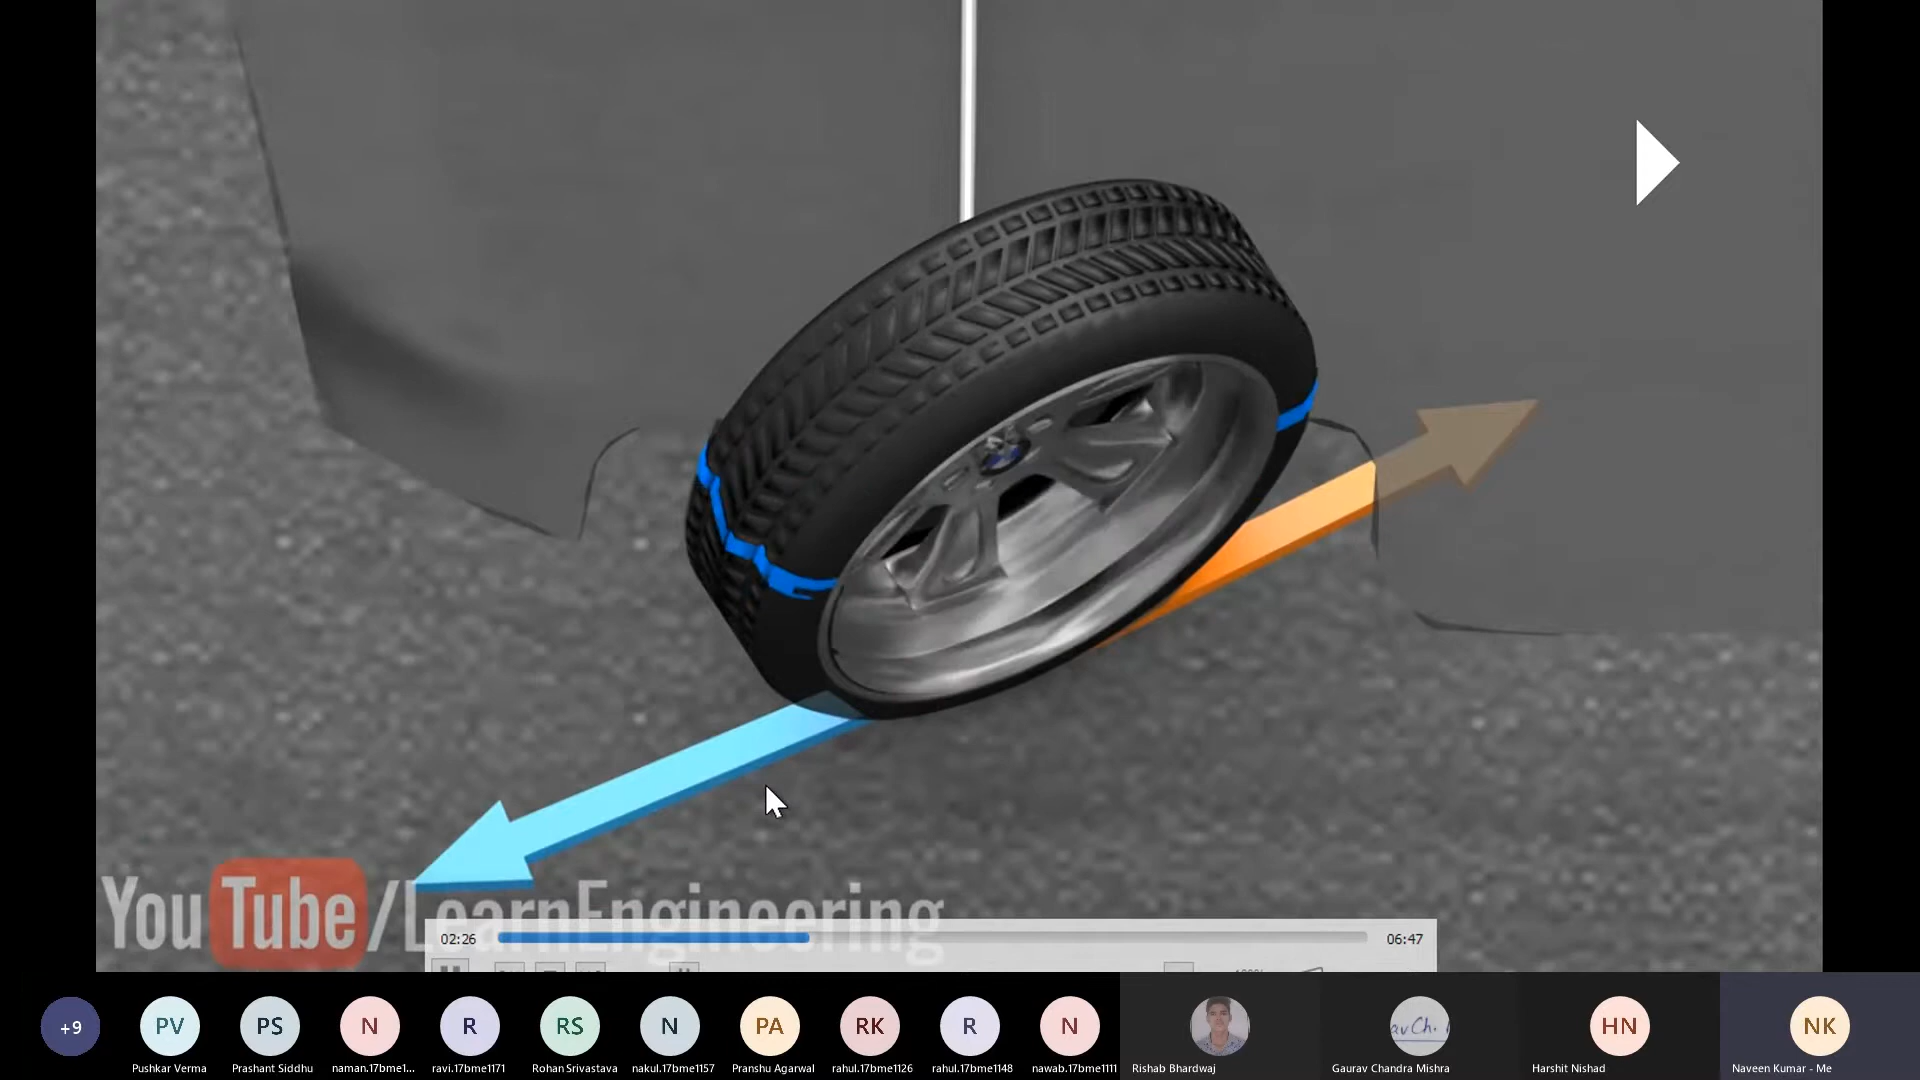 YouTube/LearnEngineering
02:26
06:47
+9
PV
PS
N
R
RS
N
PA
RK
R
N
avCh.
HN
NK
Pushkar Verma
Prashant Siddhu
naman.17bme1...
ravi.17bme1171
Rohan Srivastava
nakul.17bme1157
Pranshu Agarwal
rahul.17bme1126
rahul.17bme1148
nawab.17bme1111
Rishab Bhardwaj
Gaurav Chandra Mishra
Harshit Nishad
Naveen Kumar - Me